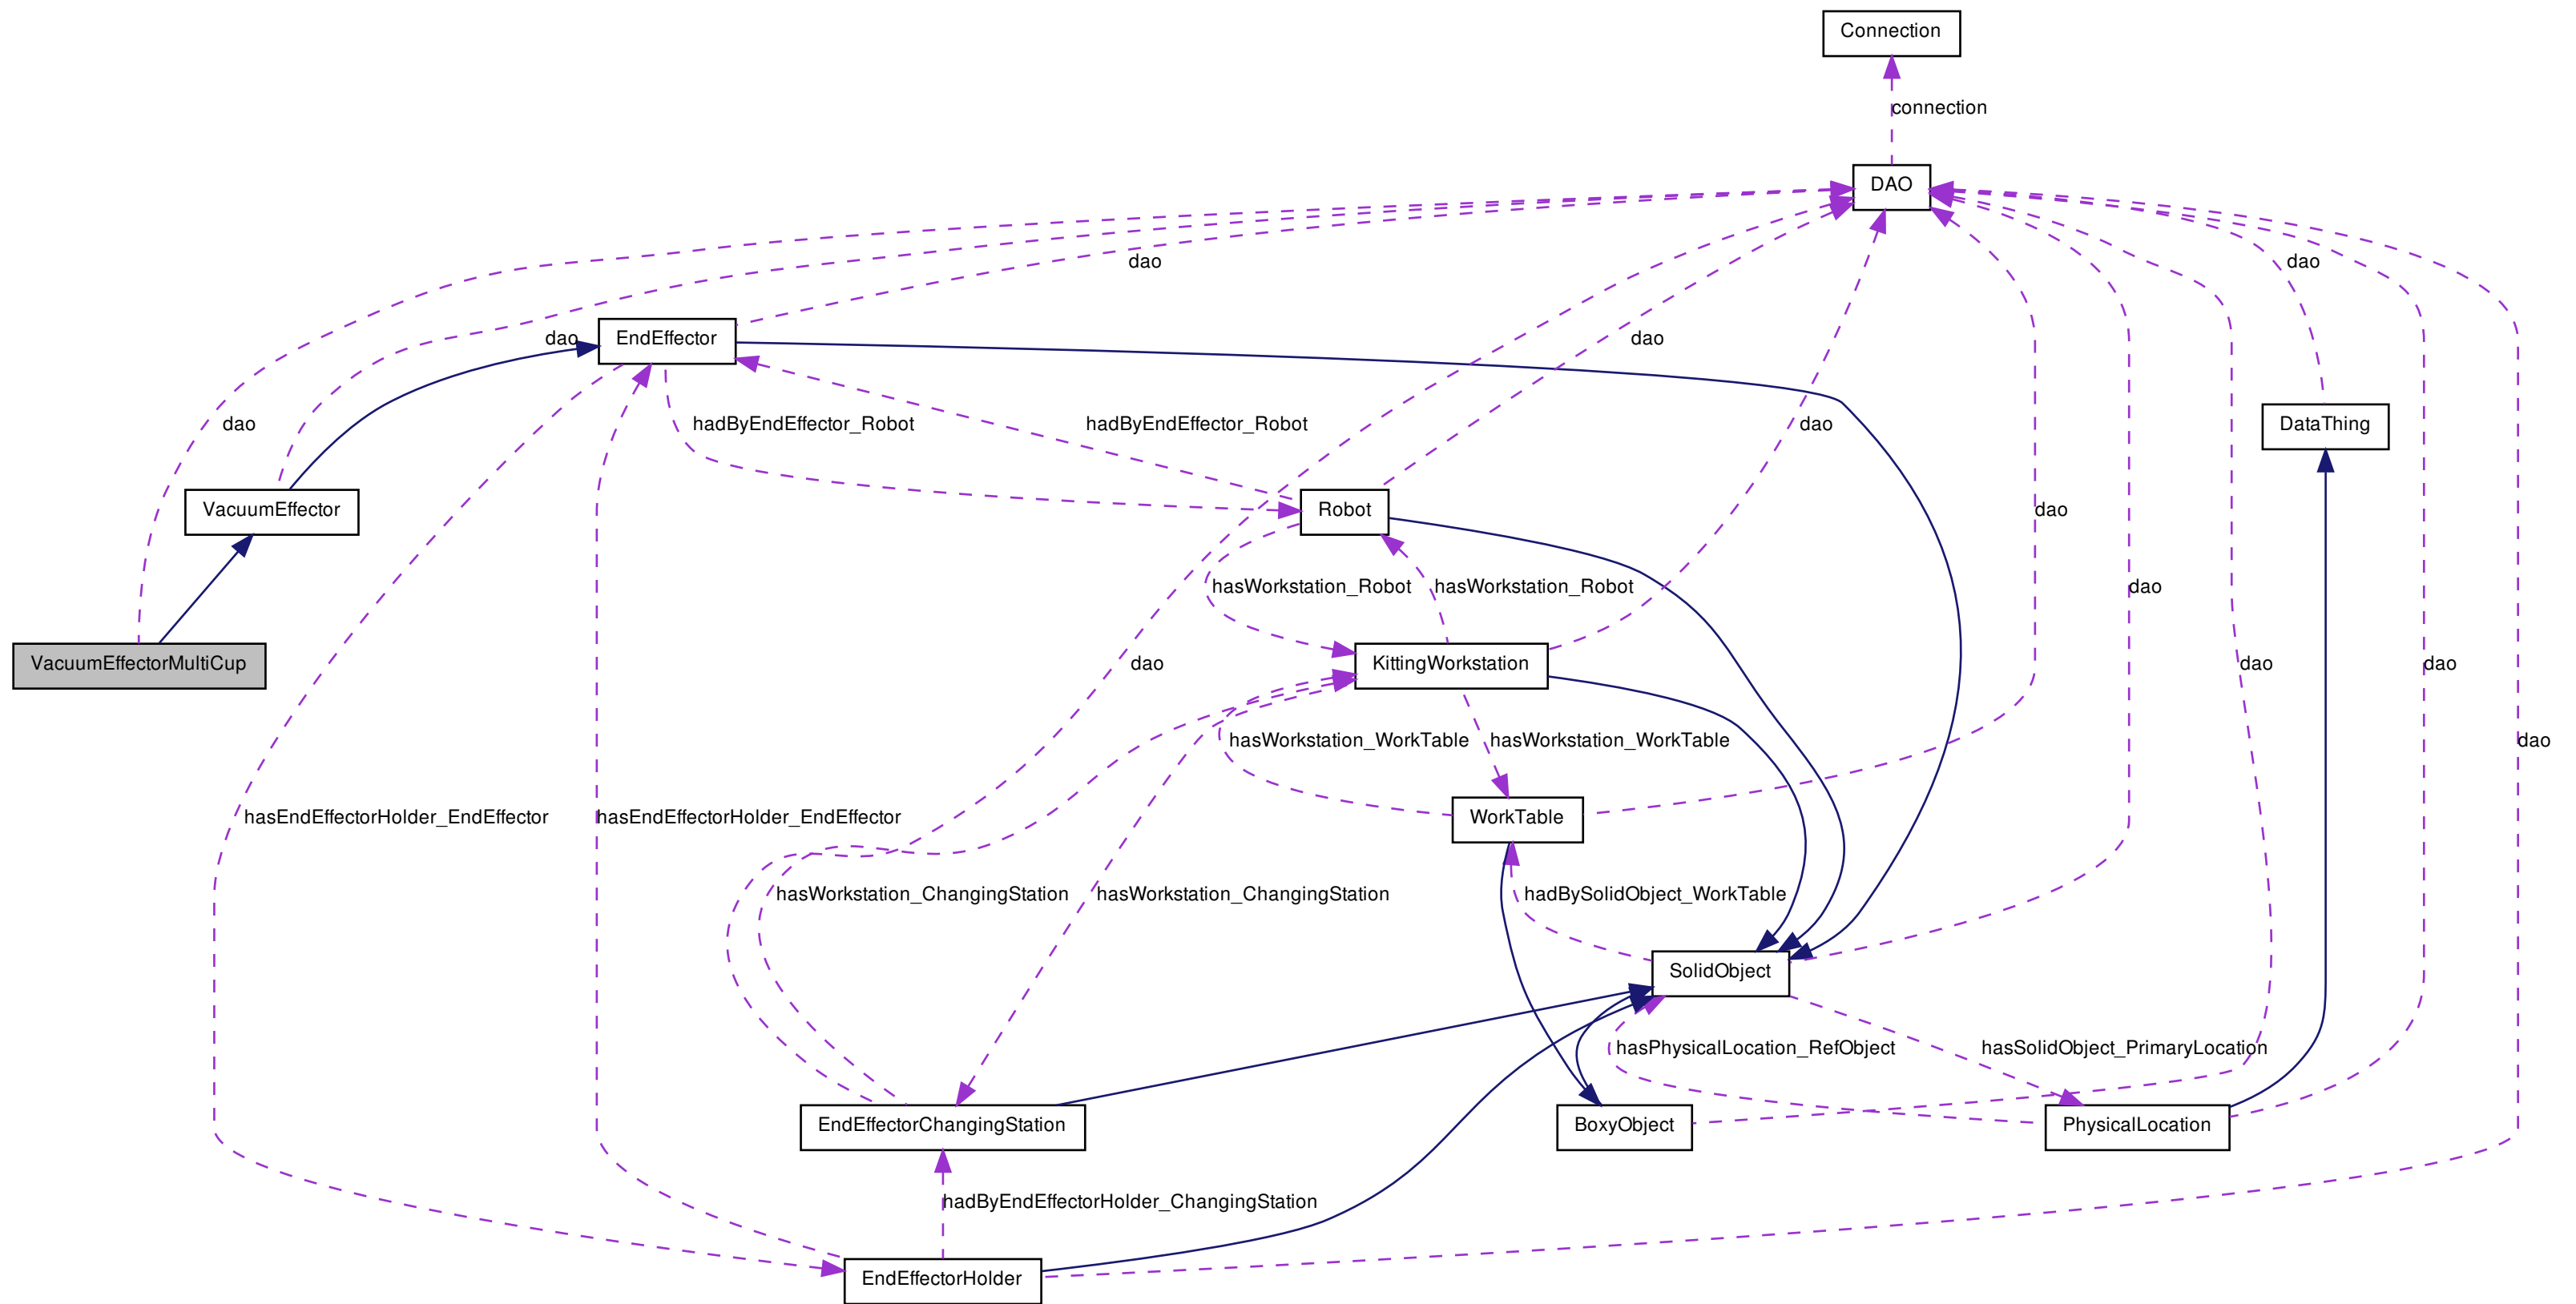 Connection
connection
DAO
dao
dao
EndEffector
dao
dao
dao
hadByEndEffector_Robot
hadByEndEffector_Robot
dao
DataThing
VacuumEffector
Robot
dao
hasWorkstation_Robot
hasWorkstation_Robot
dao
VacuumEffectorMultiCup
dao
KittingWorkstation
dao
dao
hasWorkstation_WorkTable
hasWorkstation_WorkTable
dao
hasEndEffectorHolder_EndEffector
hasEndEffectorHolder_EndEffector
WorkTable
hasWorkstation_ChangingStation
hasWorkstation_ChangingStation
hadBySolidObject_WorkTable
SolidObject
hasPhysicalLocation_RefObject
hasSolidObject_PrimaryLocation
EndEffectorChangingStation
BoxyObject
PhysicalLocation
hadByEndEffectorHolder_ChangingStation
EndEffectorHolder